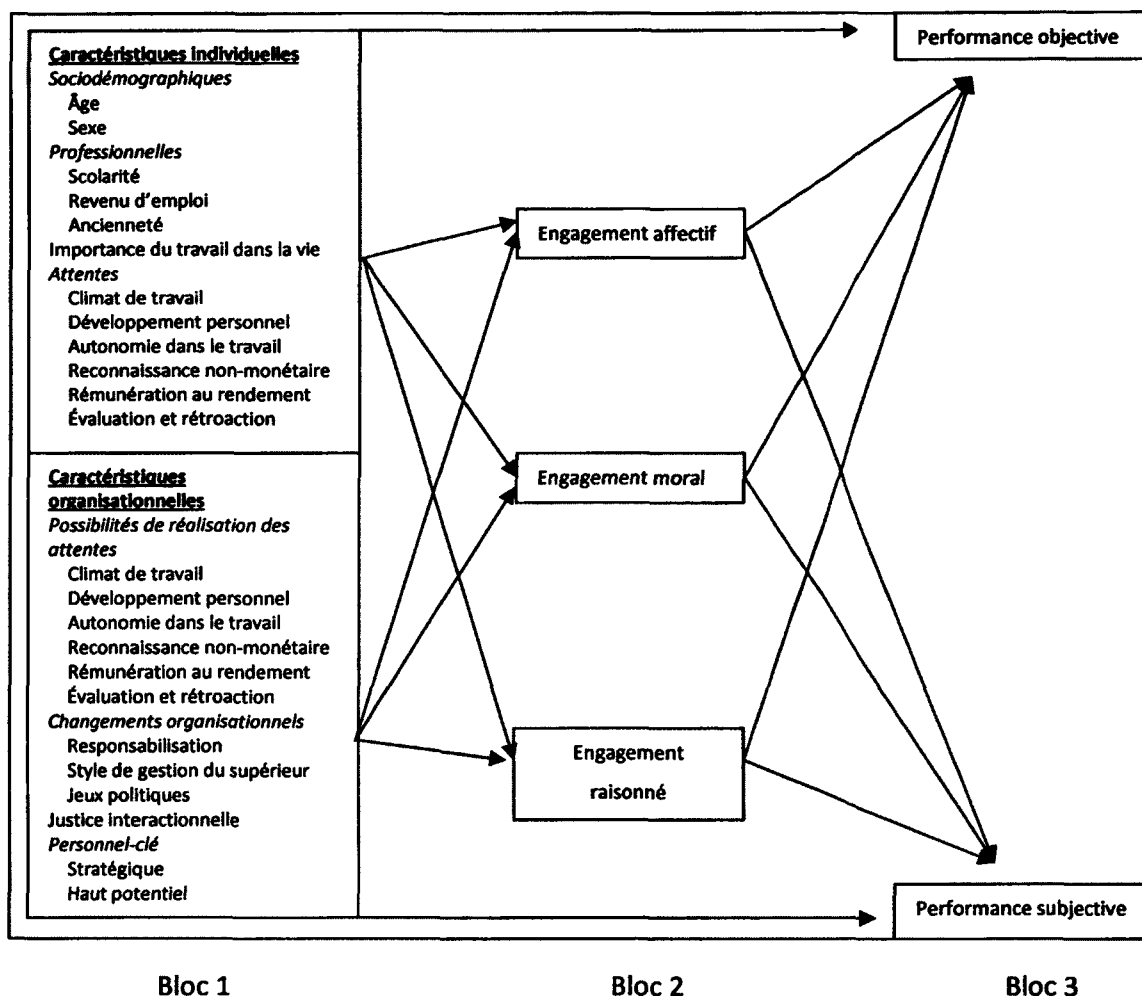 Caractéristiques individuelles
Sociodémographiques
Âge
Sexe
Professionnelles
Scolarité
Revenu d'emploi
Ancienneté
Importance du travail dans la vie
Attentes
Climat de travail
Développement personnel
Autonomie dans le travail
Reconnaissance non-monétaire
Rémunération au rendement
Évaluation et rétroaction
Caractéristiques
organisationnelles
Possibilités de réalisation des
attentes
Climat de travail
Développement personnel
Autonomie dans le travail
Reconnaissance non-monétaire
Rémunération au rendement
Évaluation et rétroaction
Changements organisationnels
Responsabilisation
Style de gestion du supérieur
Jeux politiques
Justice interactionnelle
Personnel-clé
Stratégique
Haut potentiel
Engagement affectif
Engagement moral
Engagement
raisonné
Performance objective
Performance subjective
Bloc 1
Bloc 2
Bloc 3